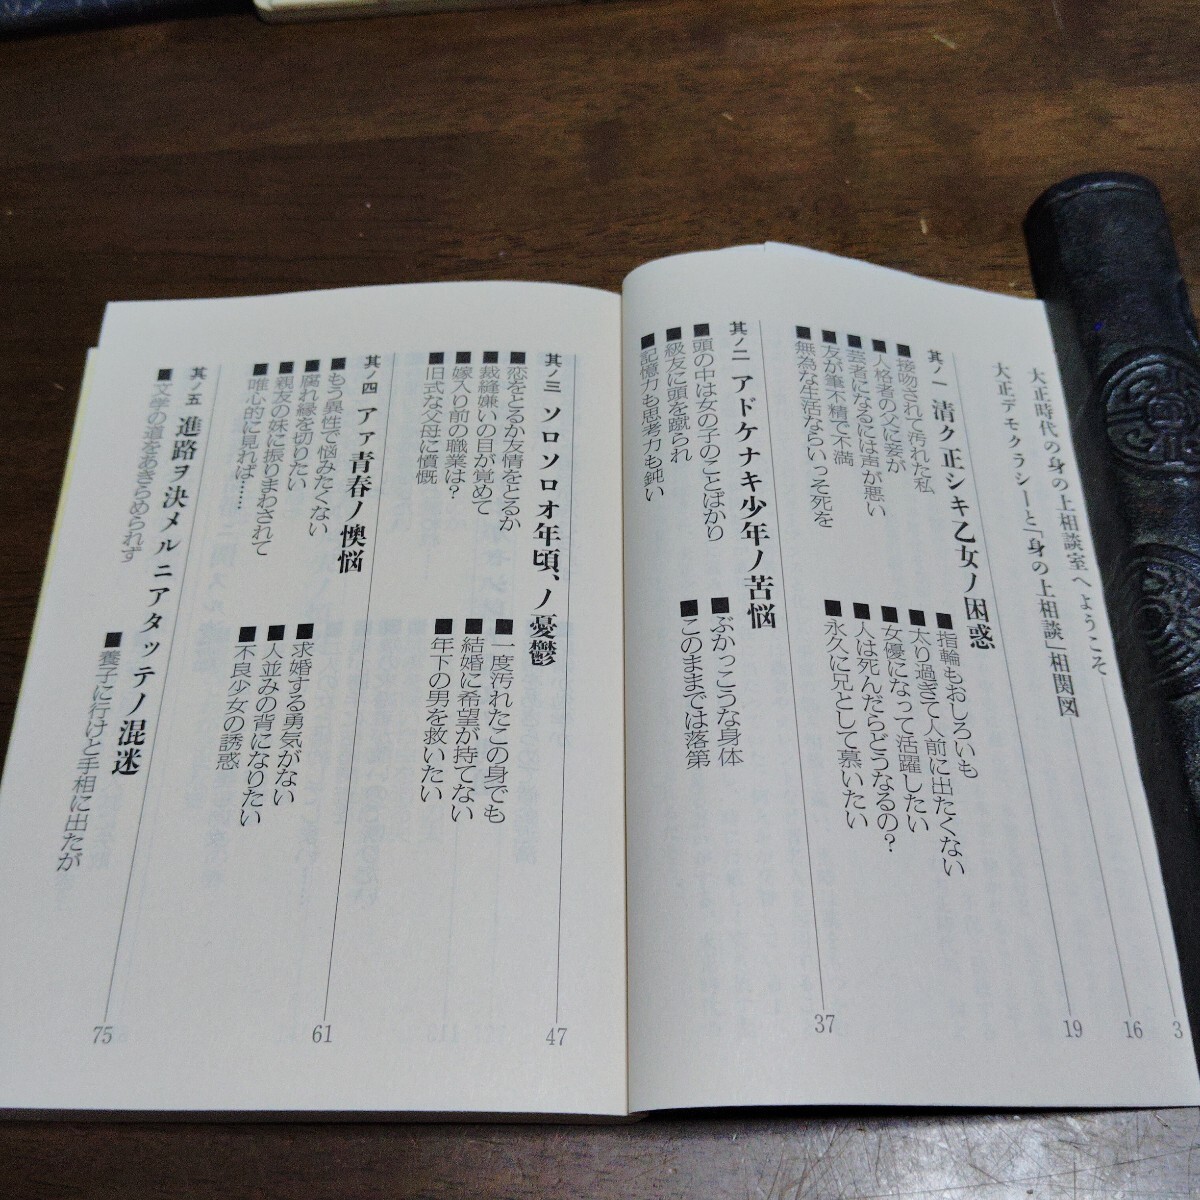 大正時代の身の上相談室へようこそ 3
大正デモクラシーと「身の上相談」相関図 16
其ノ一 清ク正シキ乙女ノ困惑 19
■接吻されて汚れた私
■人格者の父に妾が
■芸者になるには声が悪い
■友が筆不精で不満
■無為な生活ならいっそ死を
■指輪もおしろいも
■太り過ぎて人前に出たくない
■女優になって活躍したい
■人は死んだらどうなるの？
■永久に兄として慕いたい
其ノ二 アドケナキ少年ノ苦悩 37
■頭の中は女の子のことばかり
■級友に頭を蹴られ
■記憶力も思考力も鈍い
■ぶかっこうな身体
■このままでは落第
其ノ三 ソロソロオ年頃、ノ憂鬱 47
■恋をとるか友情をとるか
■裁縫嫌いの目が覚めて
■嫁入り前の職業は？
■旧式な父母に憤慨
■一度汚れたこの身でも
■結婚に希望が持てない
■年下の男を救いたい
其ノ四 アァ青春ノ懊悩 61
■もう異性で悩みたくない
■腐れ縁を切りたい
■親友の妹に振りまわされて
■唯心的に見れば……
■求婚する勇気がない
■人並みの背になりたい
■不良少女の誘惑
其ノ五 進路ヲ決メルニアタッテノ混迷 75
■文学の道をあきらめられず
■養子に行けと手相に出たが